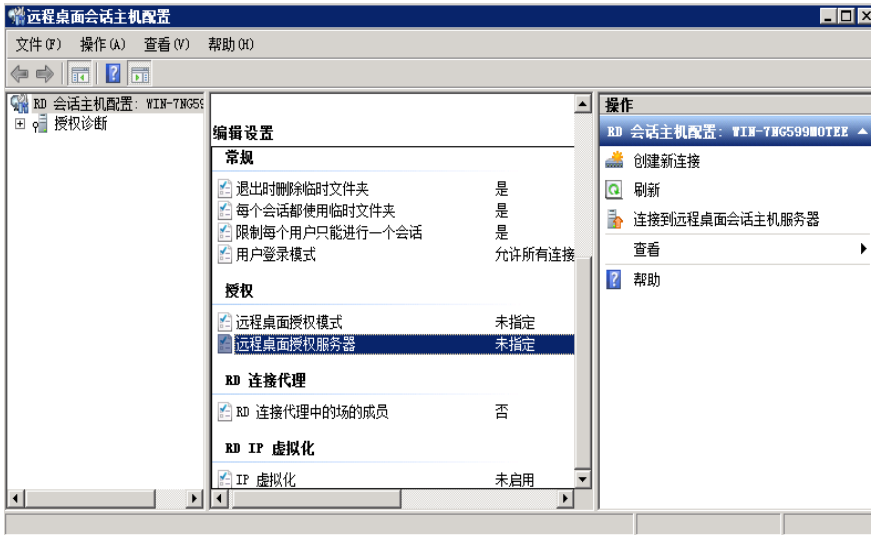 远程桌面会话主机配置
文件(F) 操作(A) 查看(V) 帮助(H)
RD 会话主机配置: WIN-7NG59
授权诊断
编辑设置
常规
退出时删除临时文件夹 是
每个会话都使用临时文件夹 是
限制每个用户只能进行一个会话 是
用户登录模式 允许所有连接
授权
远程桌面授权模式 未指定
远程桌面授权服务器 未指定
RD 连接代理
RD 连接代理中的场的成员 否
RD IP 虚拟化
IP 虚拟化 未启用
操作
RD 会话主机配置: WIN-7NG599MOTEE
创建新连接
刷新
连接到远程桌面会话主机服务器
查看
帮助